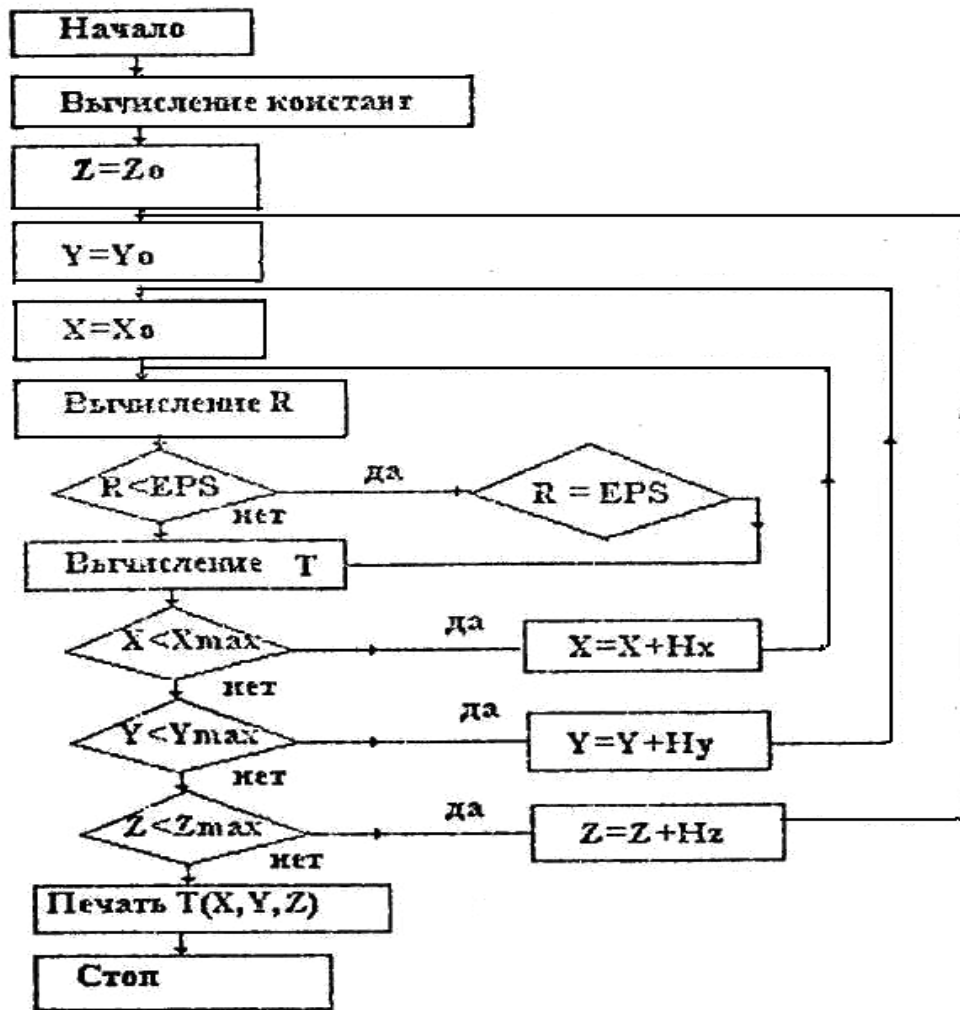 Начало
Вычисление констант
Z=Zo
Y=Yo
X=Xo
Вычисление R
R<EPS
да
R = EPS
нет
Вычисление T
X<Xmax
да
X=X+Hx
нет
Y<Ymax
да
Y=Y+Hy
нет
Z<Zmax
да
Z=Z+Hz
нет
Печать T(X,Y,Z)
Стоп